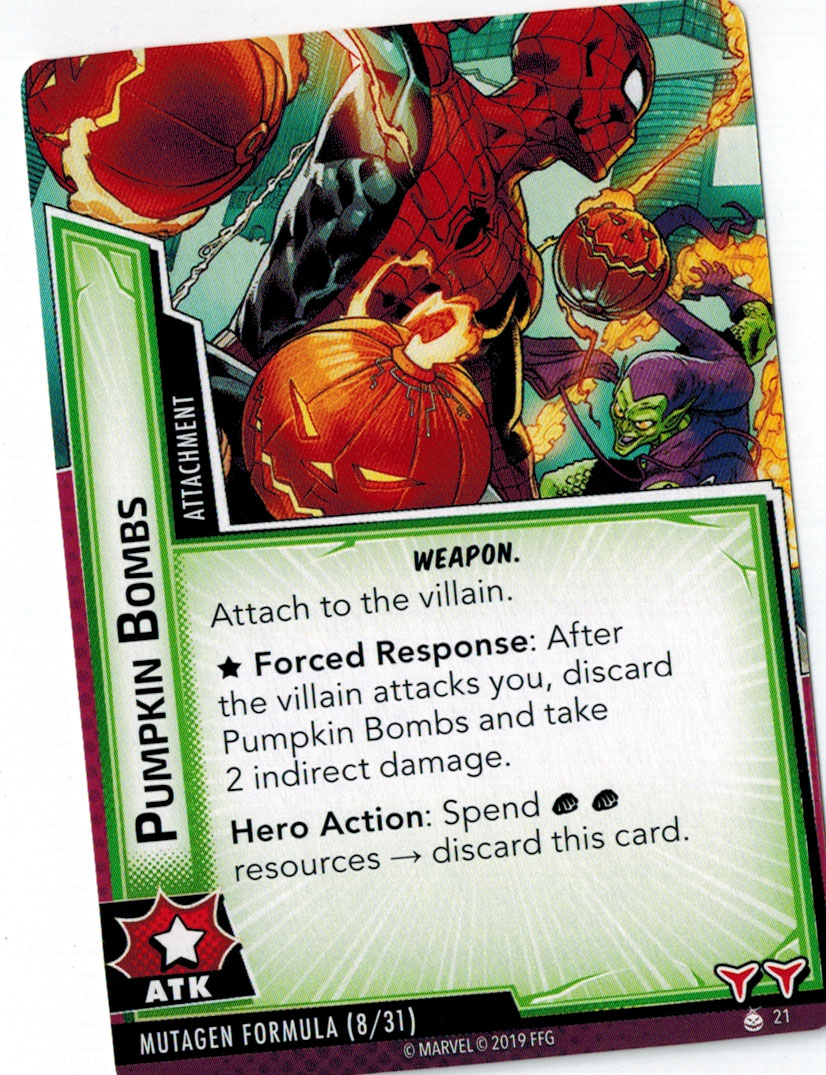 ATTACHMENT
PUMPKIN BOMBS
WEAPON.
Attach to the villain.
★ Forced Response: After
the villain attacks you, discard
Pumpkin Bombs and take
2 indirect damage.
Hero Action: Spend
resources → discard this card.
ATK
MUTAGEN FORMULA (8/31)
© MARVEL © 2019 FFG
21